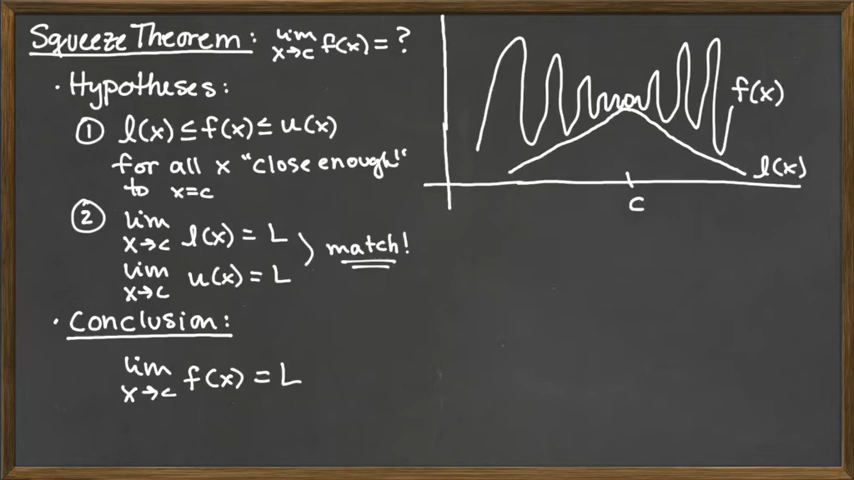 Squeeze Theorem: lim x→c f(x) = ?
· Hypotheses:
① l(x) ≤ f(x) ≤ u(x)
for all x "close enough"
to x=c
② lim x→c l(x) = L
lim x→c u(x) = L
match!
· Conclusion:
lim x→c f(x) = L
f(x)
l(x)
c